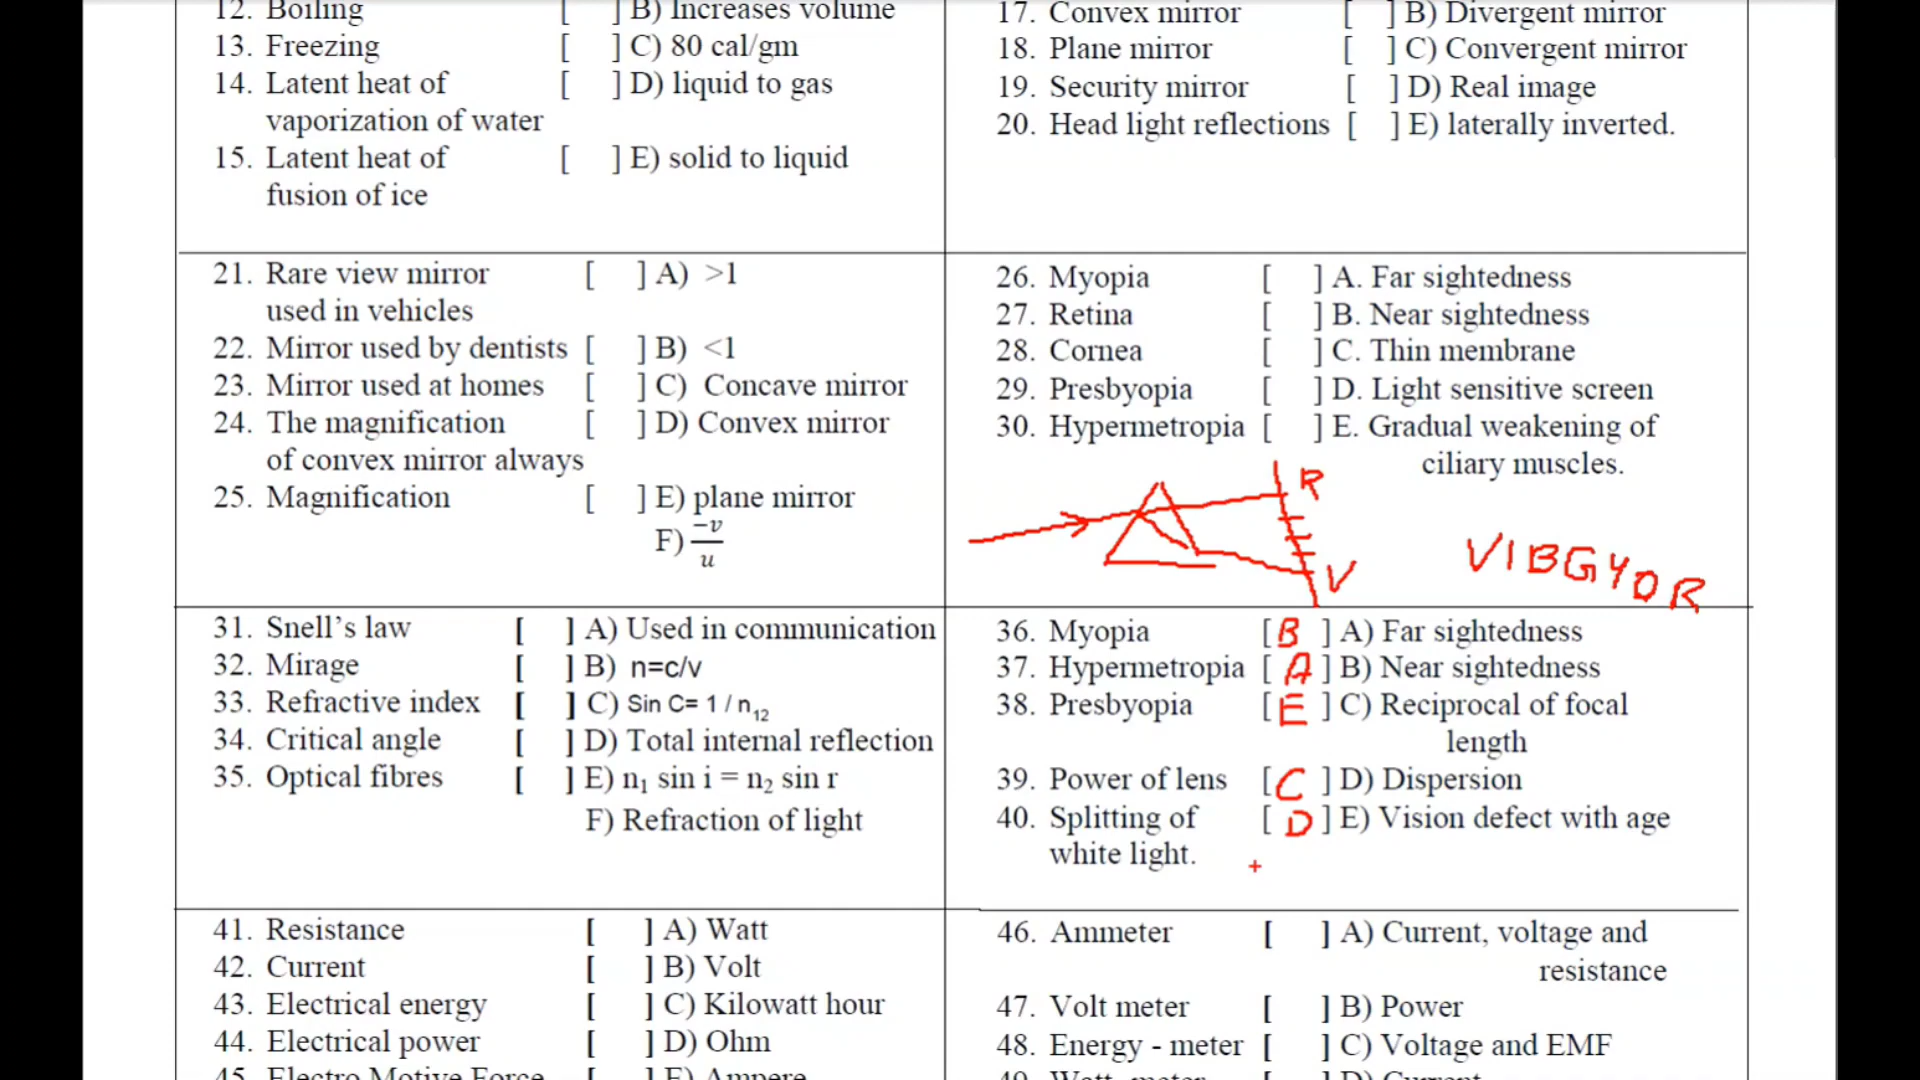 12. Boiling [ ] B) Increases volume
13. Freezing [ ] C) 80 cal/gm
14. Latent heat of [ ] D) liquid to gas
vaporization of water
15. Latent heat of [ ] E) solid to liquid
fusion of ice
17. Convex mirror [ ] B) Divergent mirror
18. Plane mirror [ ] C) Convergent mirror
19. Security mirror [ ] D) Real image
20. Head light reflections [ ] E) laterally inverted.
21. Rare view mirror [ ] A) >1
used in vehicles
22. Mirror used by dentists [ ] B) <1
23. Mirror used at homes [ ] C) Concave mirror
24. The magnification [ ] D) Convex mirror
of convex mirror always
25. Magnification [ ] E) plane mirror
F) -v/u
26. Myopia [ ] A. Far sightedness
27. Retina [ ] B. Near sightedness
28. Cornea [ ] C. Thin membrane
29. Presbyopia [ ] D. Light sensitive screen
30. Hypermetropia [ ] E. Gradual weakening of
ciliary muscles.
R
V
VIBGYOR
31. Snell's law [ ] A) Used in communication
32. Mirage [ ] B) n=c/v
33. Refractive index [ ] C) Sin C= 1 / n₁₂
34. Critical angle [ ] D) Total internal reflection
35. Optical fibres [ ] E) n₁ sin i = n₂ sin r
F) Refraction of light
36. Myopia [ B ] A) Far sightedness
37. Hypermetropia [ A ] B) Near sightedness
38. Presbyopia [ E ] C) Reciprocal of focal
length
39. Power of lens [ C ] D) Dispersion
40. Splitting of [ D ] E) Vision defect with age
white light.
41. Resistance [ ] A) Watt
42. Current [ ] B) Volt
43. Electrical energy [ ] C) Kilowatt hour
44. Electrical power [ ] D) Ohm
45. Electro Motive Force [ ] E) Ampere
46. Ammeter [ ] A) Current, voltage and
resistance
47. Volt meter [ ] B) Power
48. Energy - meter [ ] C) Voltage and EMF
49. Watt- meter [ ] D) Current